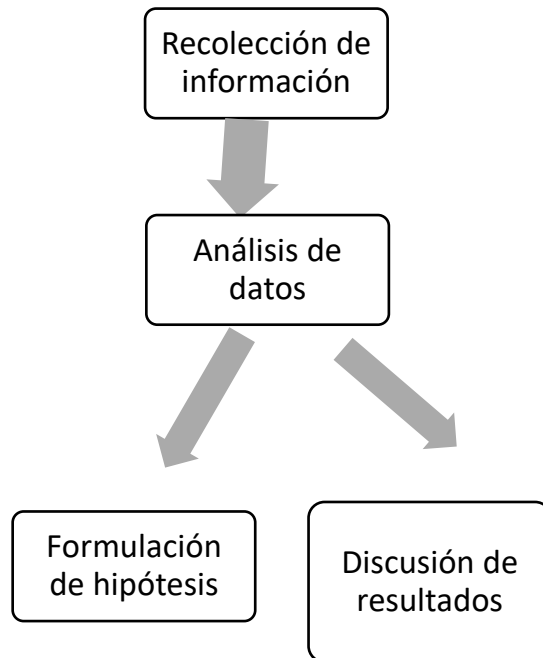 Recolección de
información
Análisis de
datos
Formulación
de hipótesis
Discusión de
resultados